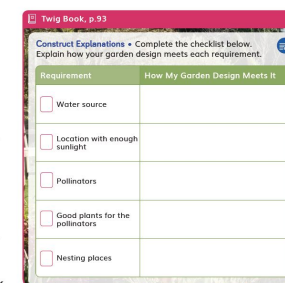 Twig Book, p.93
Construct Explanations • Complete the checklist below.
Explain how your garden design meets each requirement.
Requirement How My Garden Design Meets It
Water source
Location with enough
sunlight
Pollinators
Good plants for the
pollinators
Nesting places